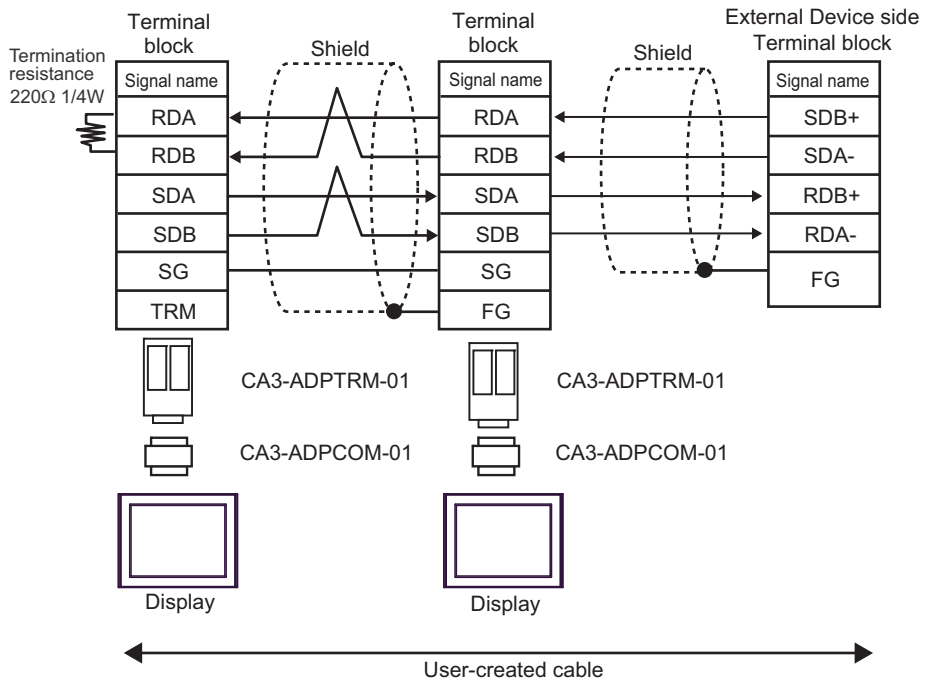 Termination
resistance
220Ω 1/4W
Terminal
block
Signal name
RDA
RDB
SDA
SDB
SG
TRM
Shield
Terminal
block
Signal name
RDA
RDB
SDA
SDB
SG
FG
Shield
External Device side
Terminal block
Signal name
SDB+
SDA-
RDB+
RDA-
FG
CA3-ADPTRM-01
CA3-ADPCOM-01
Display
CA3-ADPTRM-01
CA3-ADPCOM-01
Display
User-created cable